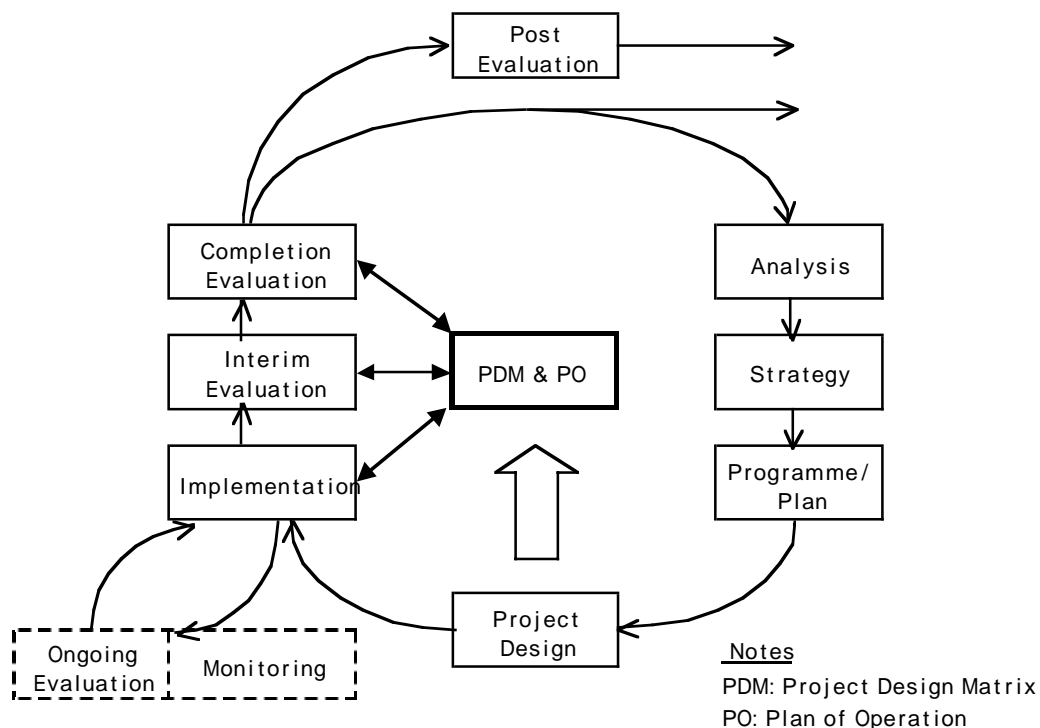 Post
Evaluation
Completion
Evaluation
Analysis
Interim
Evaluation
PDM & PO
Strategy
Implementation
Programme/
Plan
Project
Design
Ongoing
Evaluation
Monitoring
Notes
PDM: Project Design Matrix
PO: Plan of Operation